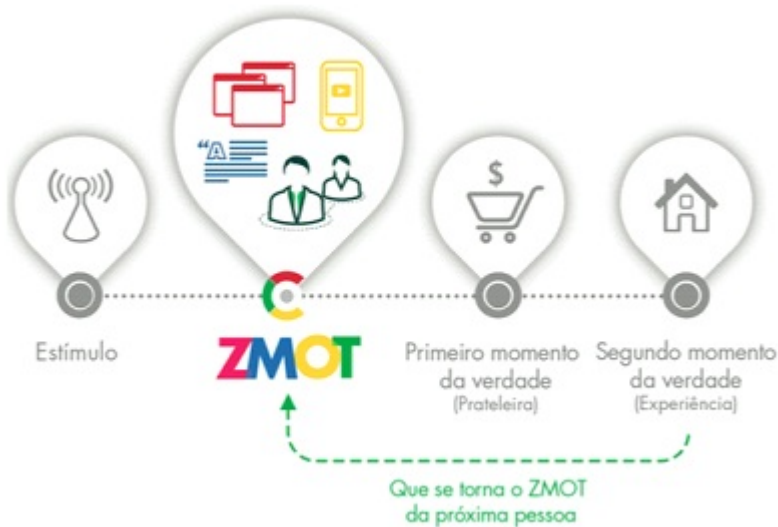 $
“A
Estímulo
ZMOT
Primeiro momento
da verdade
(Prateleira)
Segundo momento
da verdade
(Experiência)
Que se torna o ZMOT
da próxima pessoa